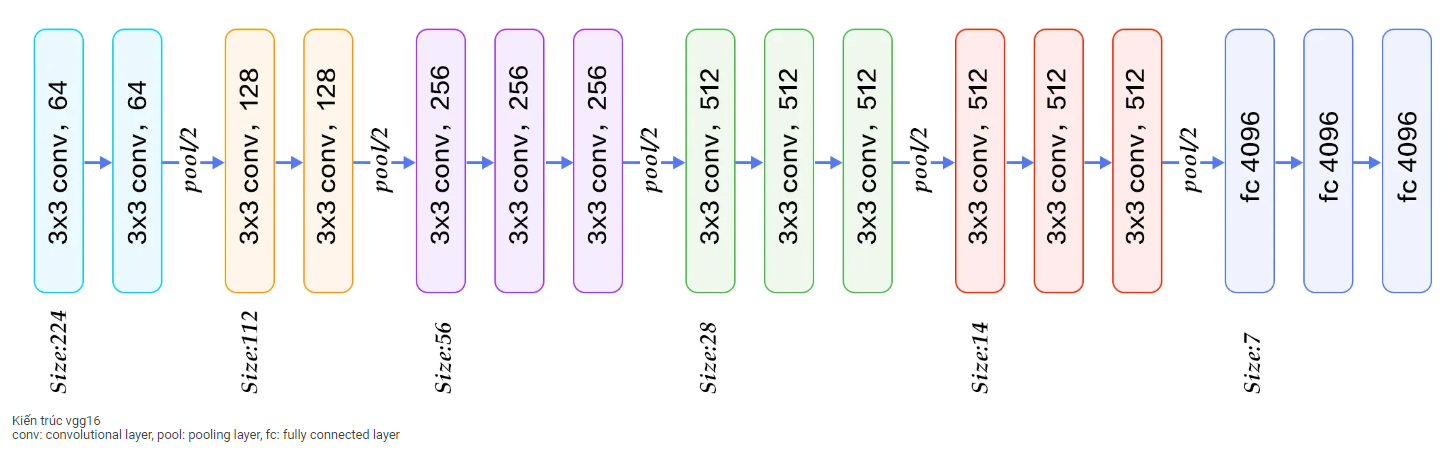 3x3 conv, 64
3x3 conv, 64
pool/2
3x3 conv, 128
3x3 conv, 128
pool/2
3x3 conv, 256
3x3 conv, 256
3x3 conv, 256
pool/2
3x3 conv, 512
3x3 conv, 512
3x3 conv, 512
pool/2
3x3 conv, 512
3x3 conv, 512
3x3 conv, 512
pool/2
fc 4096
fc 4096
fc 4096
Size:224
Size:112
Size:56
Size:28
Size:14
Size:7
Kiến trúc vgg16
conv: convolutional layer, pool: pooling layer, fc: fully connected layer